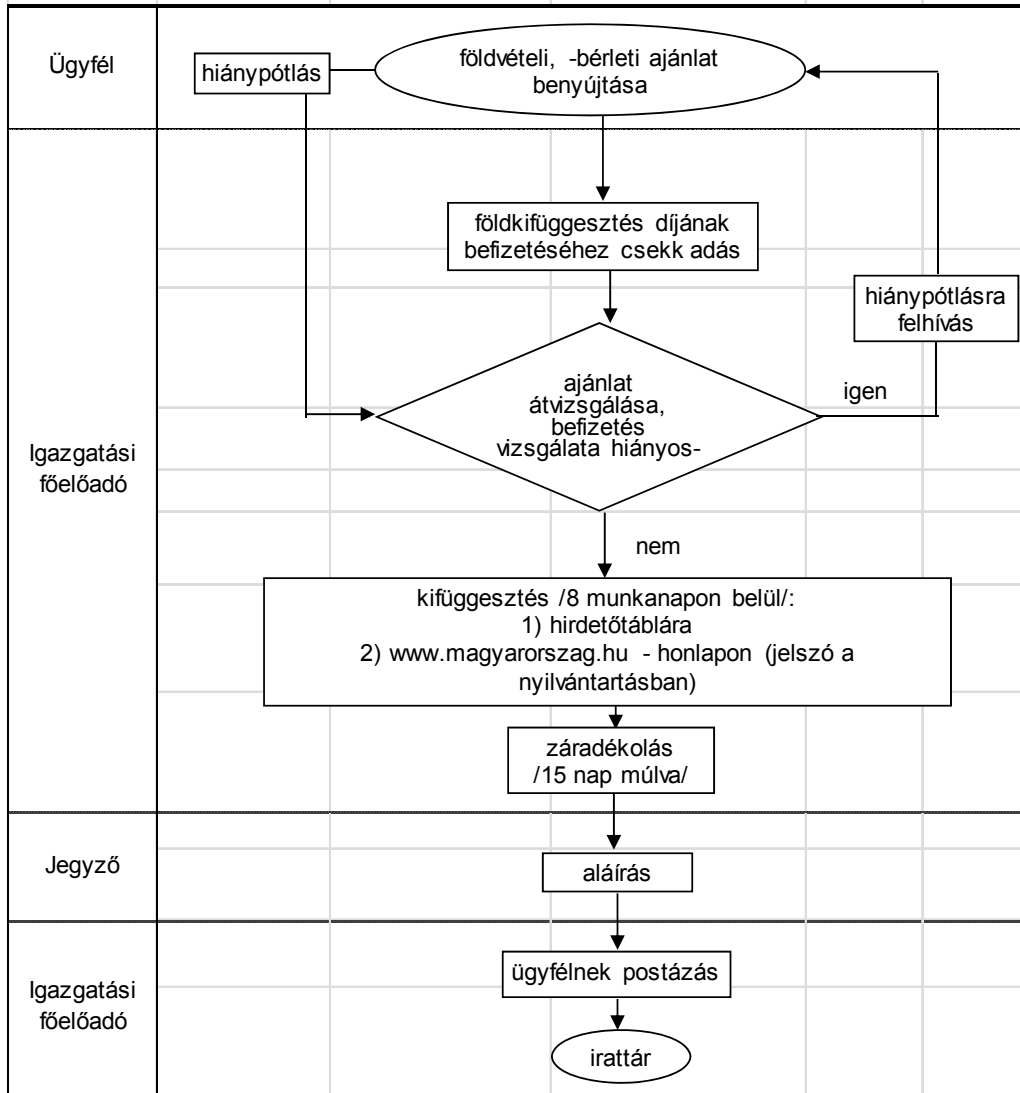 Ügyfél
hiánypótlás
földvételi, -bérleti ajánlat
benyújtása
földkifüggesztés díjának
befizetéséhez csekk adás
hiánypótlásra
felhívás
ajánlat
átvizsgálása,
befizetés
vizsgálata hiányos-
igen
Igazgatási
főelőadó
nem
kifüggesztés /8 munkanapon belül/:
1) hirdetőtáblára
2) www.magyarorszag.hu - honlapon (jelszó a
nyilvántartásban)
záradékolás
/15 nap múlva/
Jegyző
aláírás
ügyfélnek postázás
Igazgatási
főelőadó
irattár